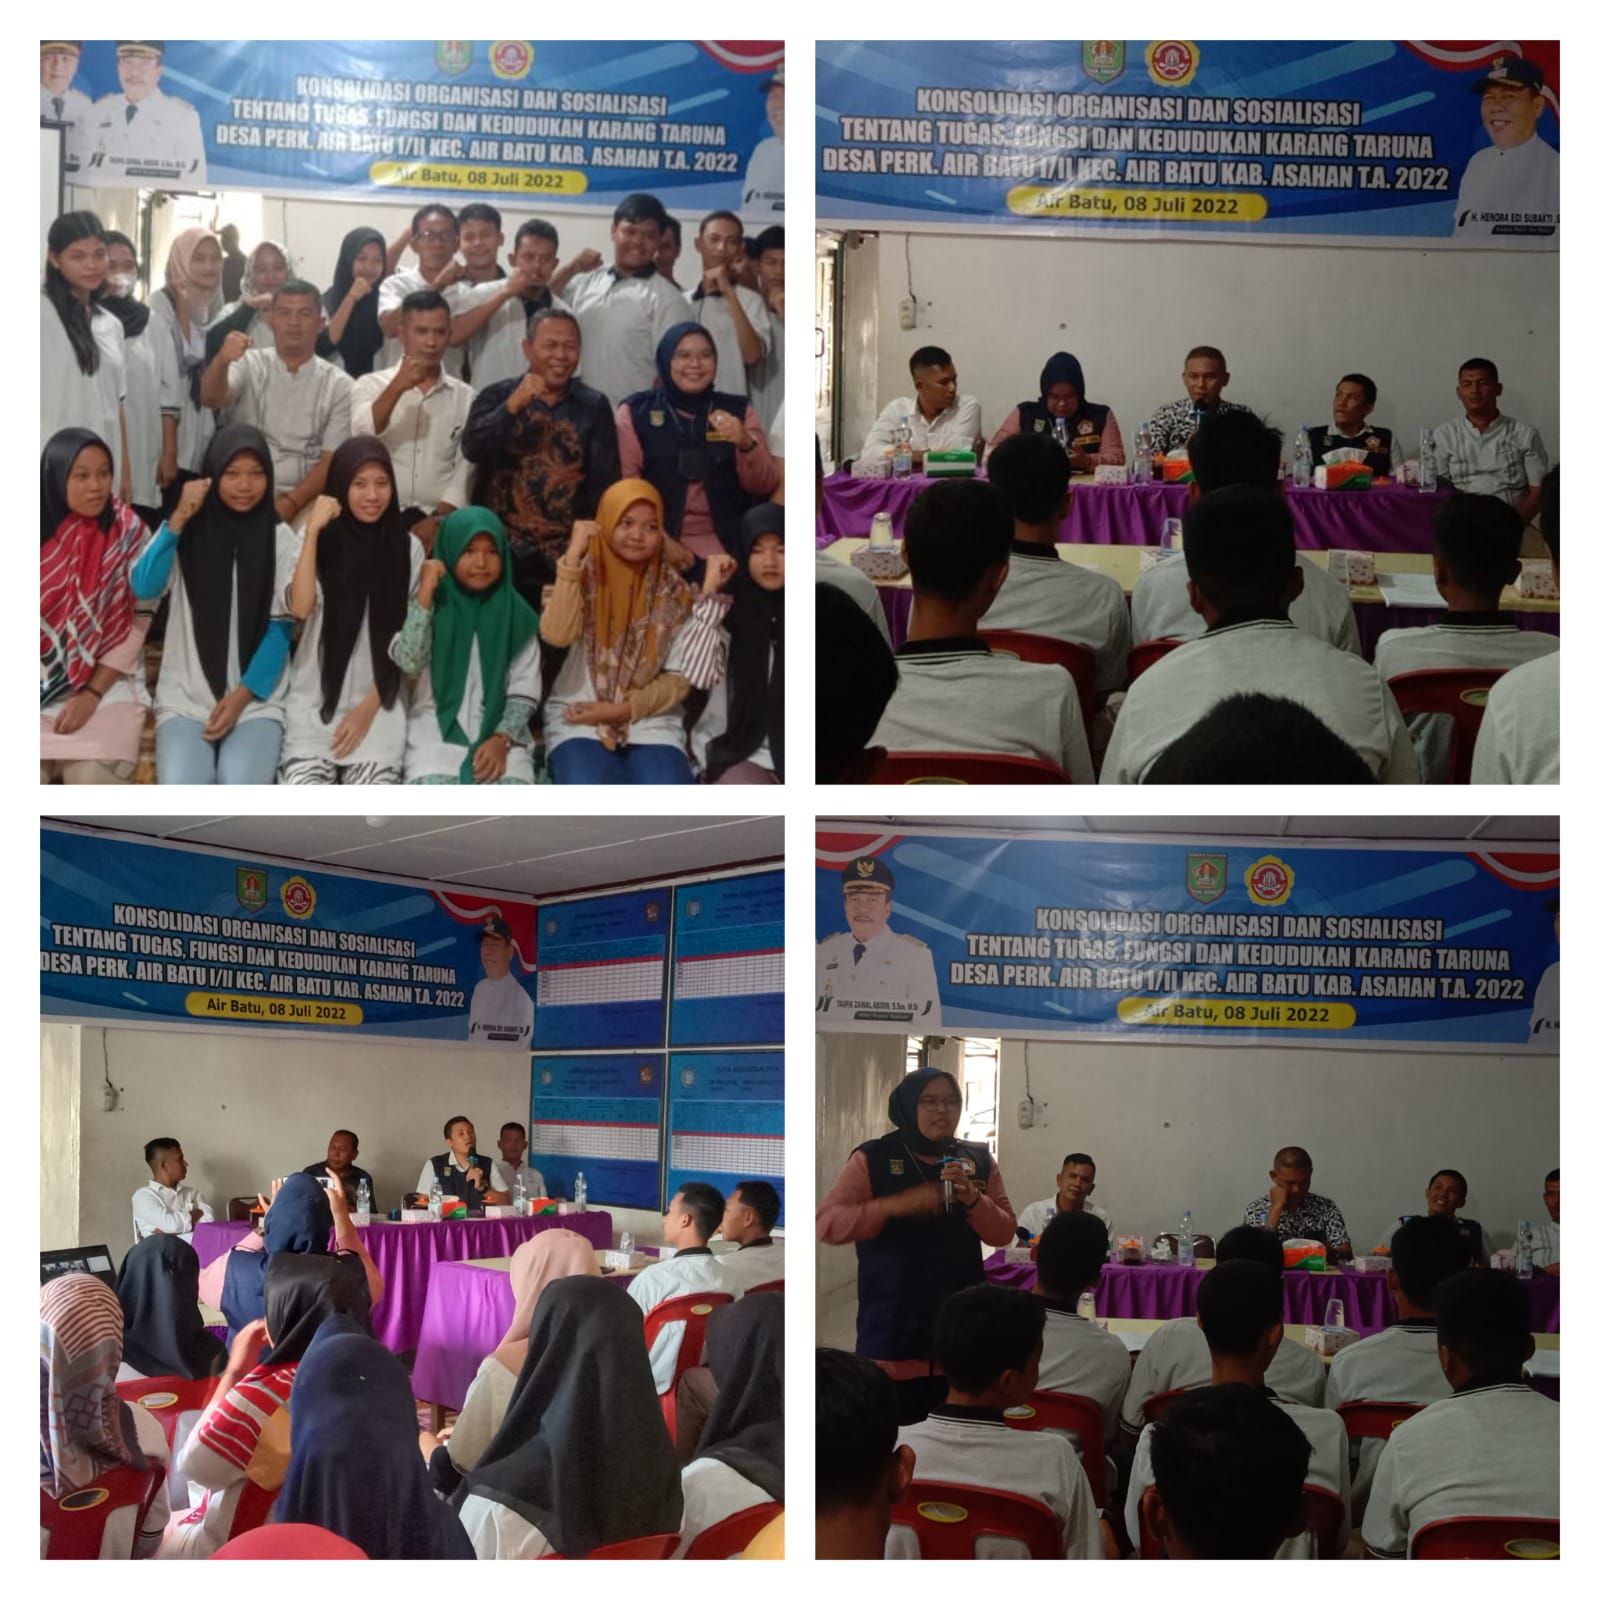 KONSOLIDASI ORGANISASI DAN SOSIALISASI
TENTANG TUGAS, FUNGSI DAN KEDUDUKAN KARANG TARUNA
DESA PERK. AIR BATU I/II KEC. AIR BATU KAB. ASAHAN T.A. 2022
Air Batu, 08 Juli 2022
KONSOLIDASI ORGANISASI DAN SOSIALISASI
TENTANG TUGAS, FUNGSI DAN KEDUDUKAN KARANG TARUNA
DESA PERK. AIR BATU I/II KEC. AIR BATU KAB. ASAHAN T.A. 2022
Air Batu, 08 Juli 2022
H. HENDRA EDI SUBAKTI
KONSOLIDASI ORGANISASI DAN SOSIALISASI
TENTANG TUGAS, FUNGSI DAN KEDUDUKAN KARANG TARUNA
DESA PERK. AIR BATU I/II KEC. AIR BATU KAB. ASAHAN T.A. 2022
Air Batu, 08 Juli 2022
H. HENDRA EDI SUBAKTI
KONSOLIDASI ORGANISASI DAN SOSIALISASI
TENTANG TUGAS, FUNGSI DAN KEDUDUKAN KARANG TARUNA
DESA PERK. AIR BATU I/II KEC. AIR BATU KAB. ASAHAN T.A. 2022
Air Batu, 08 Juli 2022
TAUFIK ZAINAL ABIDIN, S.Sos, M.Si